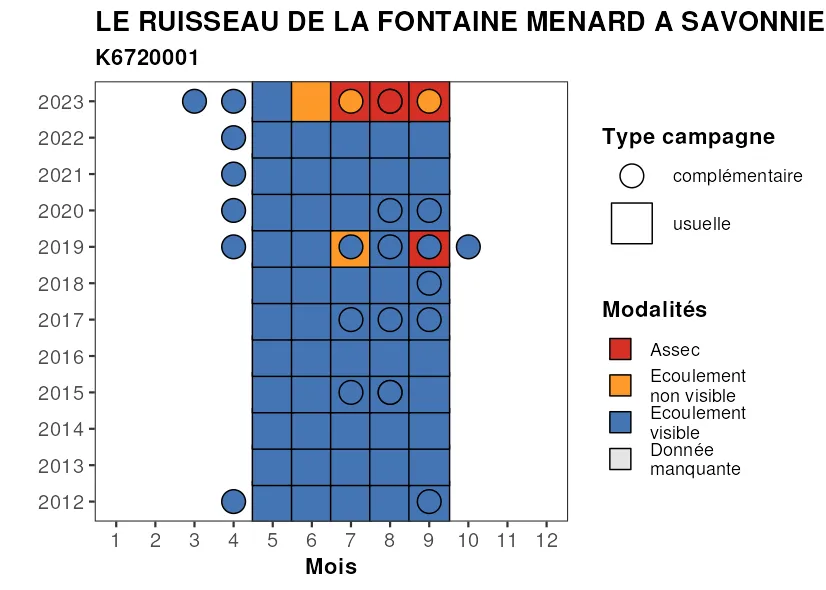 LE RUISSEAU DE LA FONTAINE MENARD A SAVONNIE
K6720001
2023
2022
2021
2020
2019
2018
2017
2016
2015
2014
2013
2012
1 2 3 4 5 6 7 8 9 10 11 12
Mois
Type campagne
complémentaire
usuelle
Modalités
Assec
Ecoulement
non visible
Ecoulement
visible
Donnée
manquante